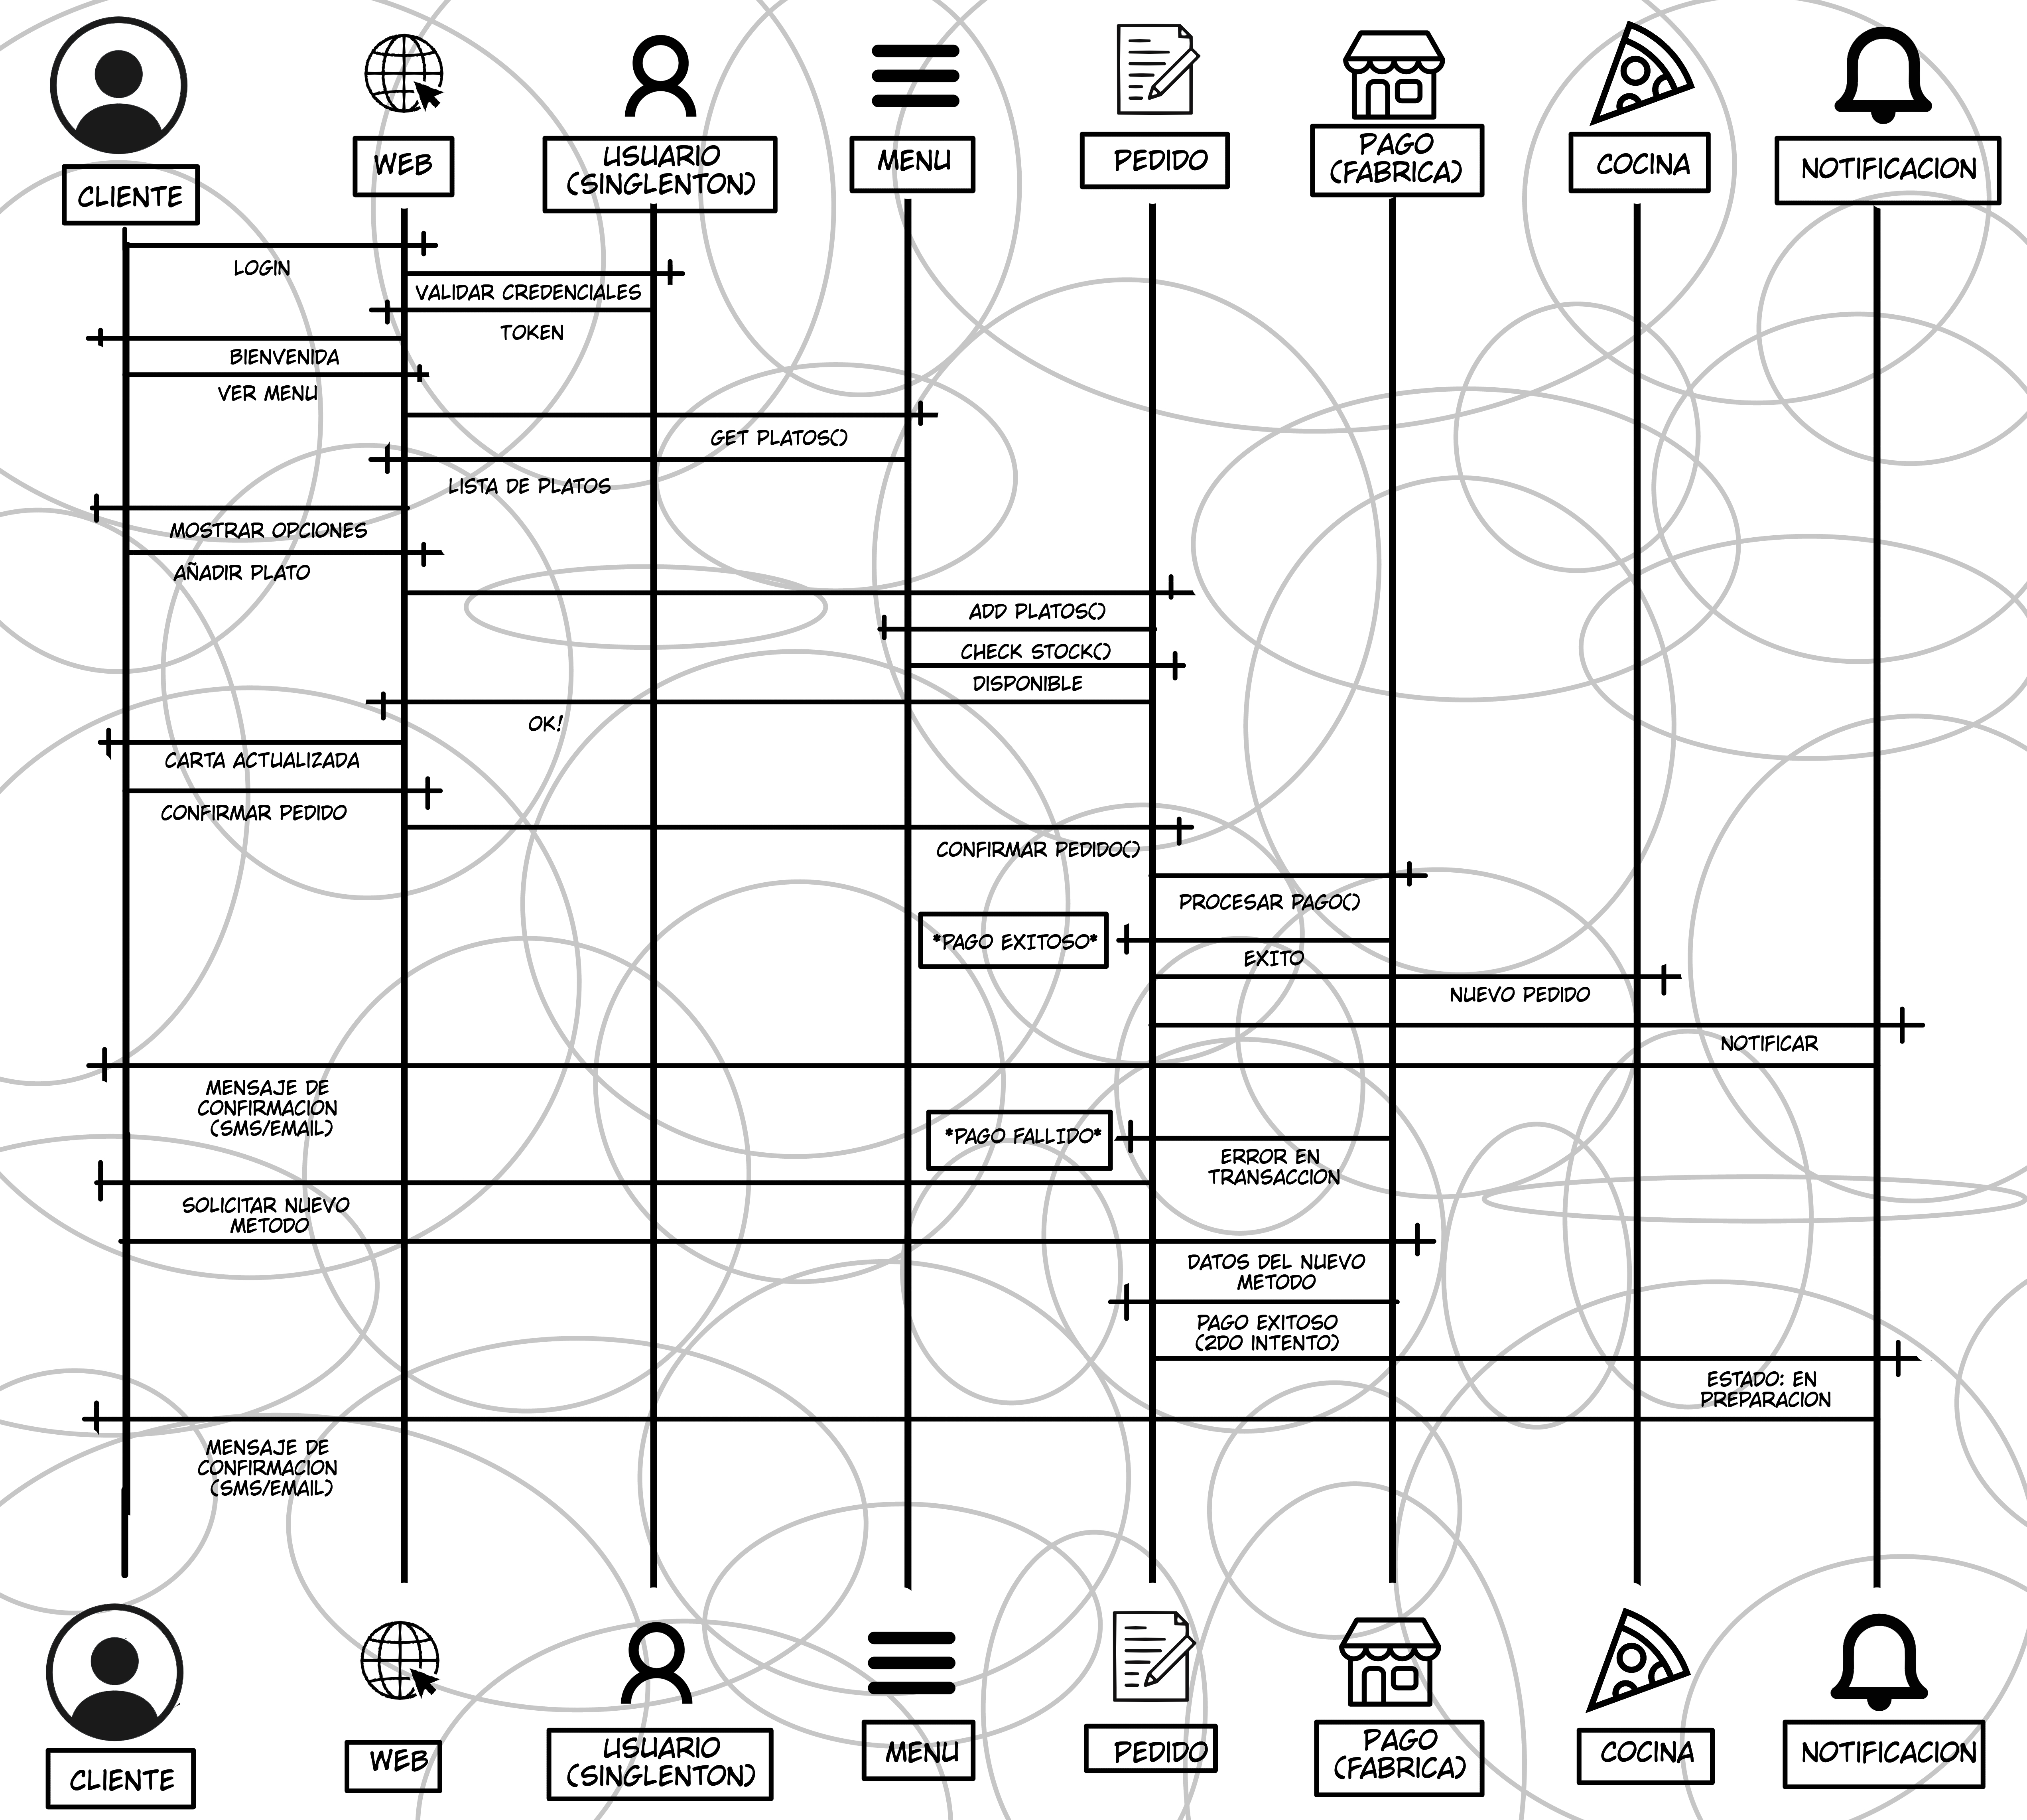 CLIENTE
WEB
USUARIO
(SINGLENTON)
MENU
PEDIDO
PAGO
(FABRICA)
COCINA
NOTIFICACION
LOGIN
VALIDAR CREDENCIALES
TOKEN
BIENVENIDA
VER MENU
GET PLATOS()
LISTA DE PLATOS
MOSTRAR OPCIONES
AÑADIR PLATO
ADD PLATOS()
CHECK STOCK()
DISPONIBLE
OK!
CARTA ACTUALIZADA
CONFIRMAR PEDIDO
CONFIRMAR PEDIDO()
PROCESAR PAGO()
*PAGO EXITOSO*
EXITO
NUEVO PEDIDO
NOTIFICAR
MENSAJE DE
CONFIRMACION
(SMS/EMAIL)
*PAGO FALLIDO*
ERROR EN
TRANSACCION
SOLICITAR NUEVO
METODO
DATOS DEL NUEVO
METODO
PAGO EXITOSO
(2DO INTENTO)
ESTADO: EN
PREPARACION
MENSAJE DE
CONFIRMACION
(SMS/EMAIL)
CLIENTE
WEB
USUARIO
(SINGLENTON)
MENU
PEDIDO
PAGO
(FABRICA)
COCINA
NOTIFICACION